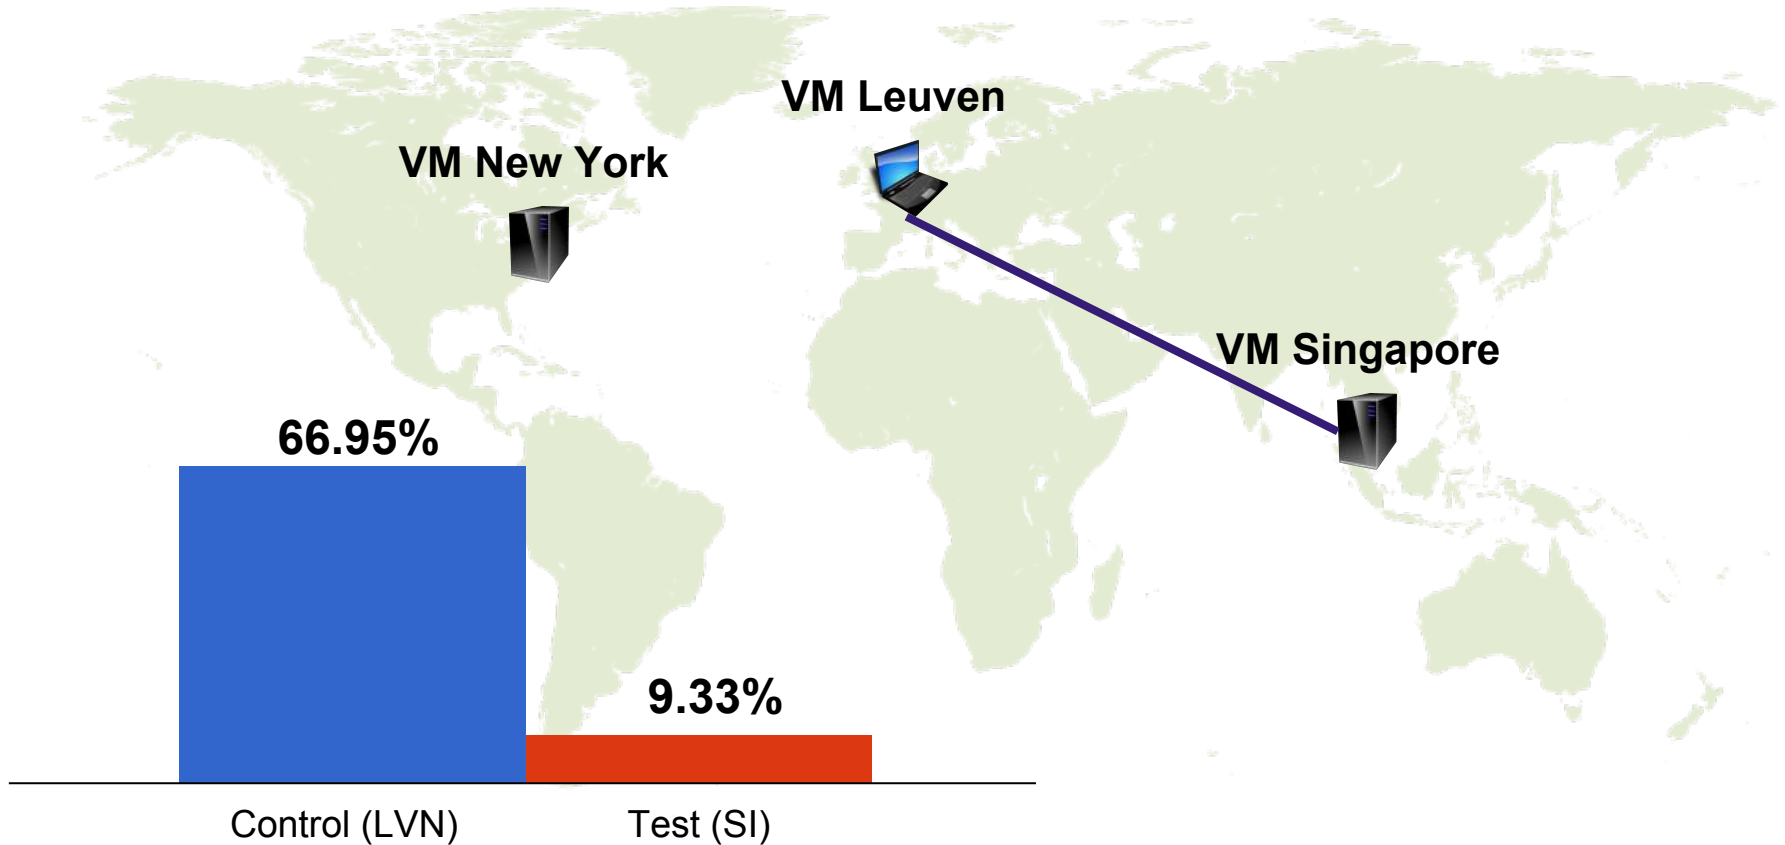 VM Leuven
VM New York
VM Singapore
66.95%
9.33%
Control (LVN)
Test (SI)